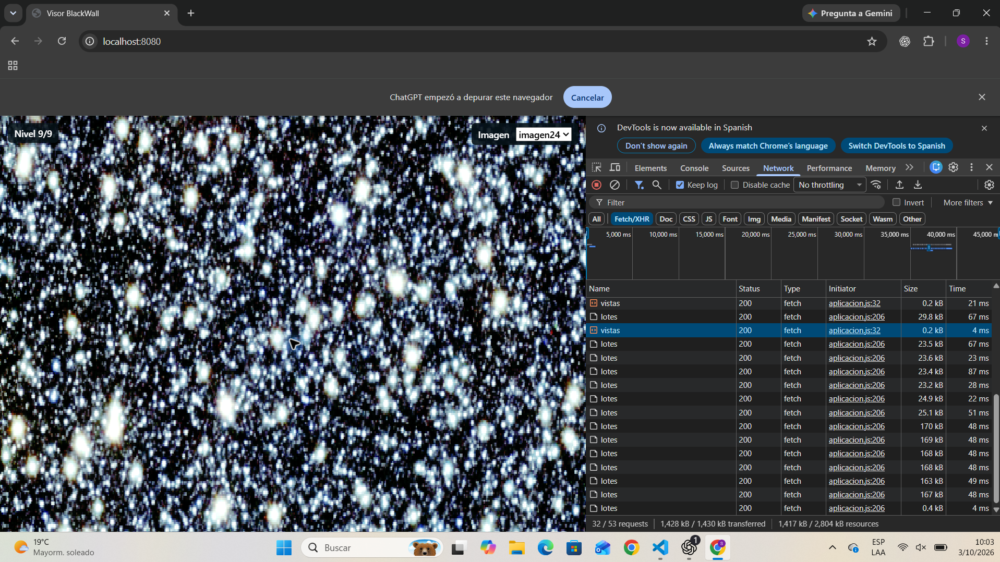 Visor BlackWall
Pregunta a Gemini
localhost:8080
S
ChatGPT empezó a depurar este navegador
Cancelar
Nivel 9/9
Imagen
imagen24
DevTools is now available in Spanish
Don't show again
Always match Chrome's language
Switch DevTools to Spanish
Elements
Console
Sources
Network
Performance
Memory
Keep log
Disable cache
No throttling
Filter
Invert
More filters
All
Fetch/XHR
Doc
CSS
JS
Font
Img
Media
Manifest
Socket
Wasm
Other
5,000 ms
10,000 ms
15,000 ms
20,000 ms
25,000 ms
30,000 ms
35,000 ms
40,000 ms
45,000 m
Name Status Type Initiator Size Time
vistas 200 fetch aplicacion.js:32 0.2 kB 21 ms
lotes 200 fetch aplicacion.js:206 29.8 kB 67 ms
vistas 200 fetch aplicacion.js:32 0.2 kB 4 ms
lotes 200 fetch aplicacion.js:206 23.5 kB 67 ms
lotes 200 fetch aplicacion.js:206 23.6 kB 23 ms
lotes 200 fetch aplicacion.js:206 23.4 kB 87 ms
lotes 200 fetch aplicacion.js:206 23.2 kB 28 ms
lotes 200 fetch aplicacion.js:206 24.9 kB 22 ms
lotes 200 fetch aplicacion.js:206 25.1 kB 51 ms
lotes 200 fetch aplicacion.js:206 170 kB 48 ms
lotes 200 fetch aplicacion.js:206 169 kB 48 ms
lotes 200 fetch aplicacion.js:206 168 kB 48 ms
lotes 200 fetch aplicacion.js:206 168 kB 48 ms
lotes 200 fetch aplicacion.js:206 163 kB 49 ms
lotes 200 fetch aplicacion.js:206 167 kB 48 ms
lotes 200 fetch aplicacion.js:206 0.4 kB 4 ms
32 / 53 requests
1,428 kB / 1,430 kB transferred
1,417 kB / 2,804 kB resources
19°C
Mayorm. soleado
Buscar
1
S
ESP
LAA
10:03
3/10/2026